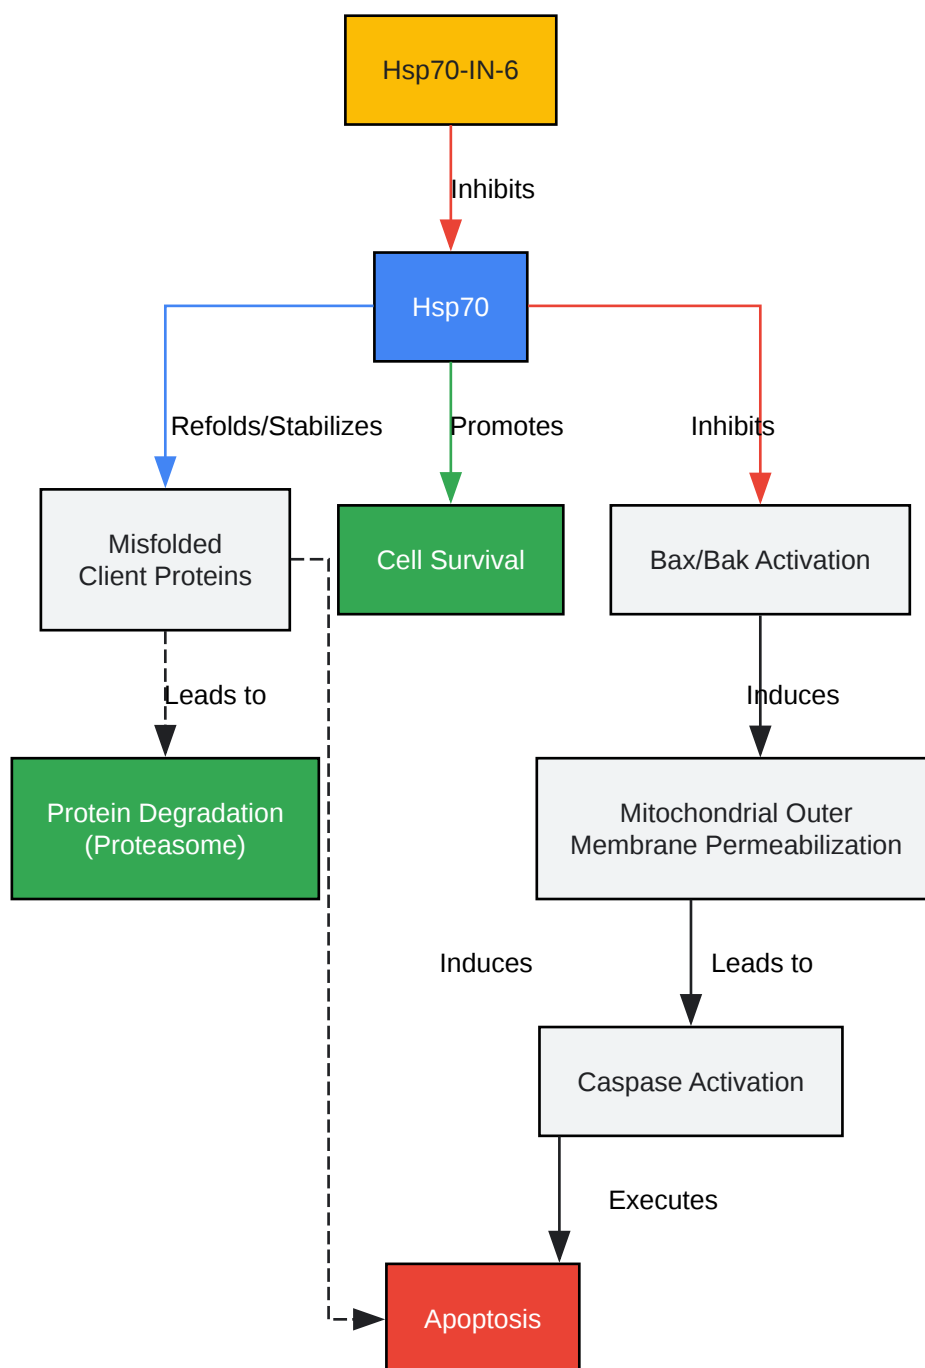 Hsp70-IN-6
Inhibits
Hsp70
Refolds/Stabilizes
Promotes
Inhibits
Misfolded
Client Proteins
Cell Survival
Bax/Bak Activation
Leads to
Induces
Protein Degradation
(Proteasome)
Mitochondrial Outer
Membrane Permeabilization
Induces
Leads to
Caspase Activation
Executes
Apoptosis